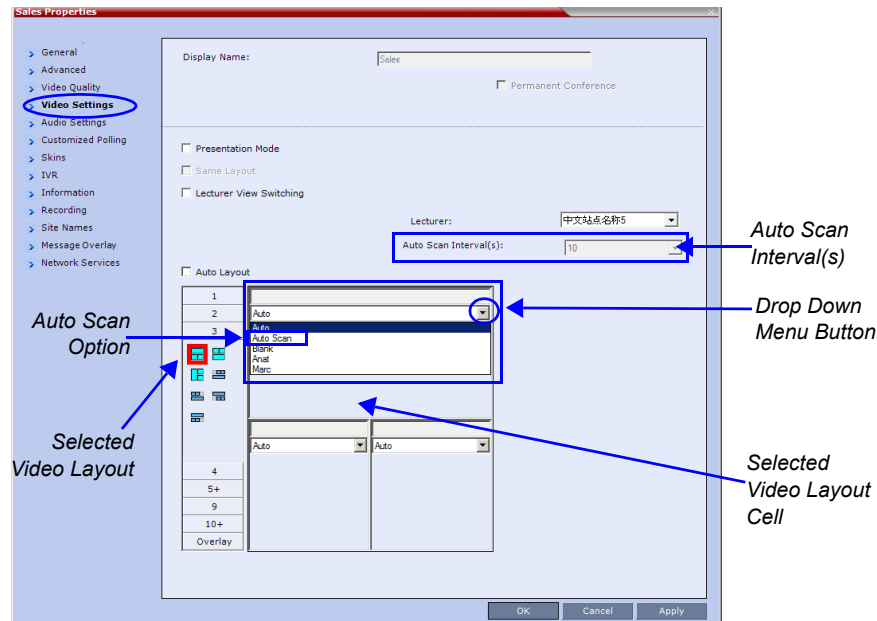 Sales Properties
General
Advanced
Video Quality
Video Settings
Audio Settings
Customized Polling
Skins
IVR
Information
Recording
Site Names
Message Overlay
Network Services
Display Name:
Sales
Permanent Conference
Presentation Mode
Same Layout
Lecturer View Switching
Lecturer:
中文站点名称5
Auto Scan Interval(s):
10
Auto Layout
1
2
3
Auto
Auto
Auto Scan
Blank
Anat
Marc
Auto
Auto
4
5+
9
10+
Overlay
OK
Cancel
Apply
Auto Scan
Interval(s)
Drop Down
Menu Button
Auto Scan
Option
Selected
Video Layout
Selected
Video Layout
Cell